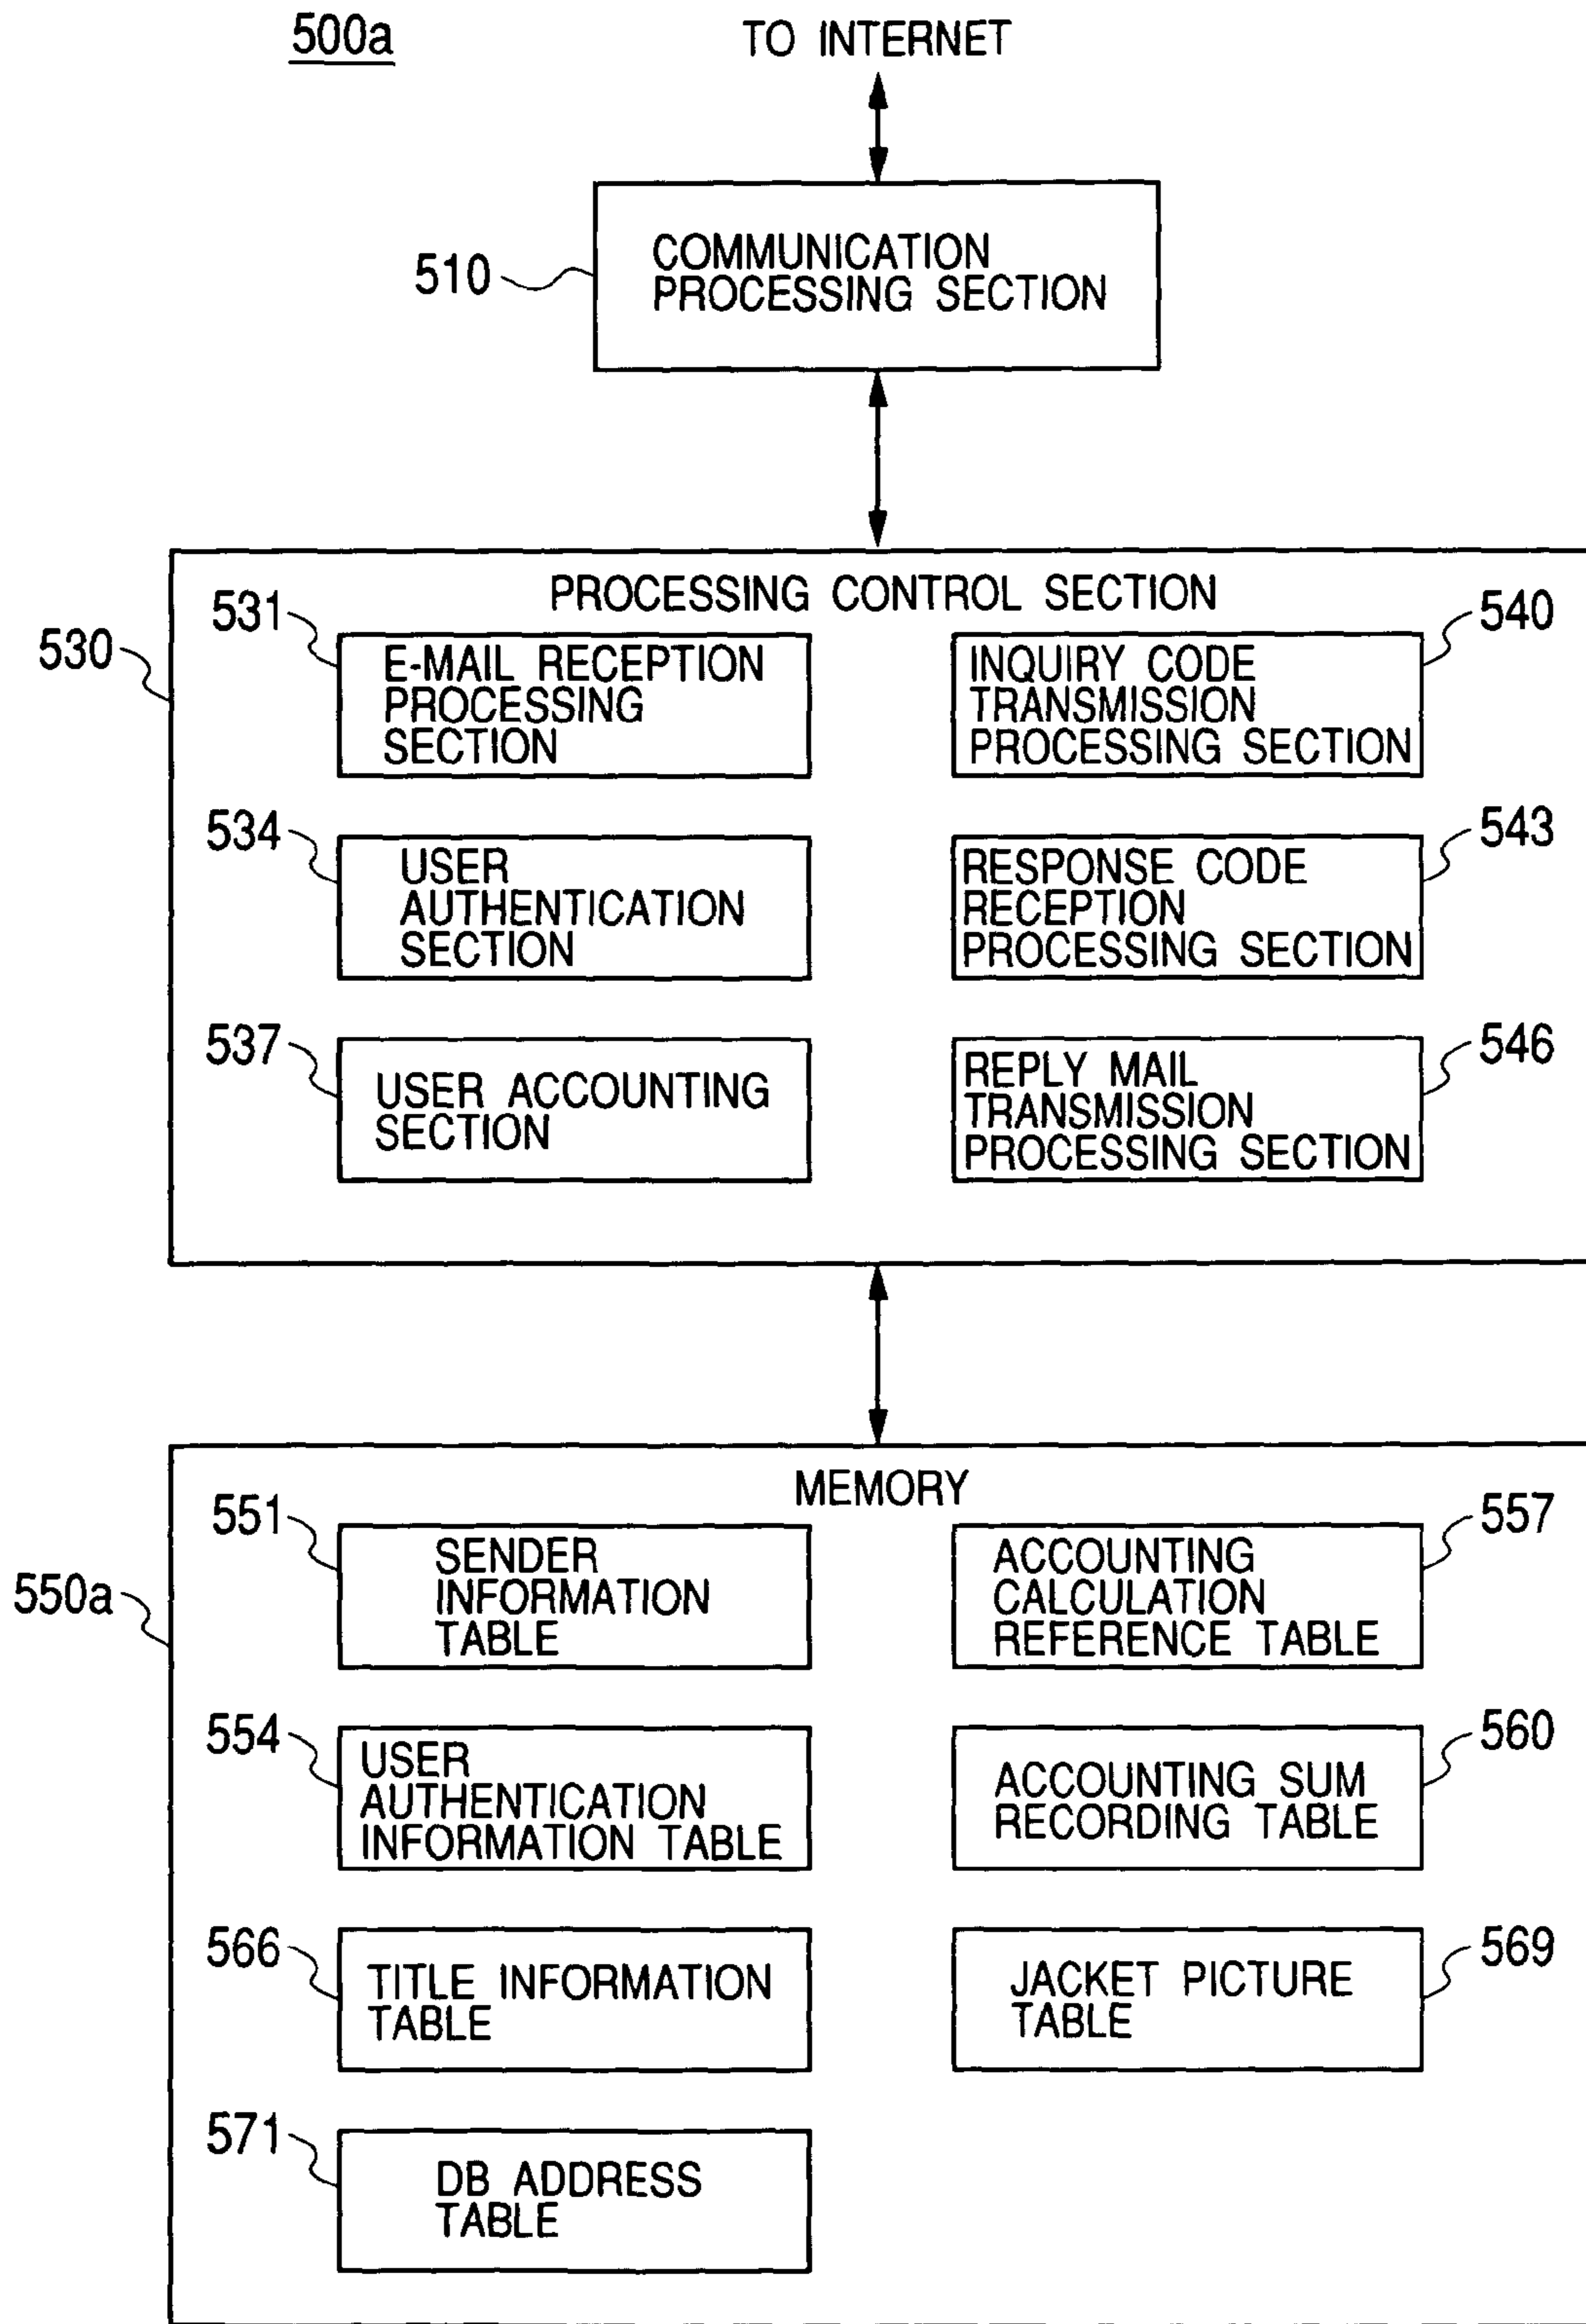 500a
TO INTERNET
510
COMMUNICATION
PROCESSING SECTION
530
PROCESSING CONTROL SECTION
531
E-MAIL RECEPTION
PROCESSING
SECTION
540
INQUIRY CODE
TRANSMISSION
PROCESSING SECTION
534
USER
AUTHENTICATION
SECTION
543
RESPONSE CODE
RECEPTION
PROCESSING SECTION
537
USER ACCOUNTING
SECTION
546
REPLY MAIL
TRANSMISSION
PROCESSING SECTION
550a
MEMORY
551
SENDER
INFORMATION
TABLE
557
ACCOUNTING
CALCULATION
REFERENCE TABLE
554
USER
AUTHENTICATION
INFORMATION TABLE
560
ACCOUNTING SUM
RECORDING TABLE
566
TITLE INFORMATION
TABLE
569
JACKET PICTURE
TABLE
571
DB ADDRESS
TABLE